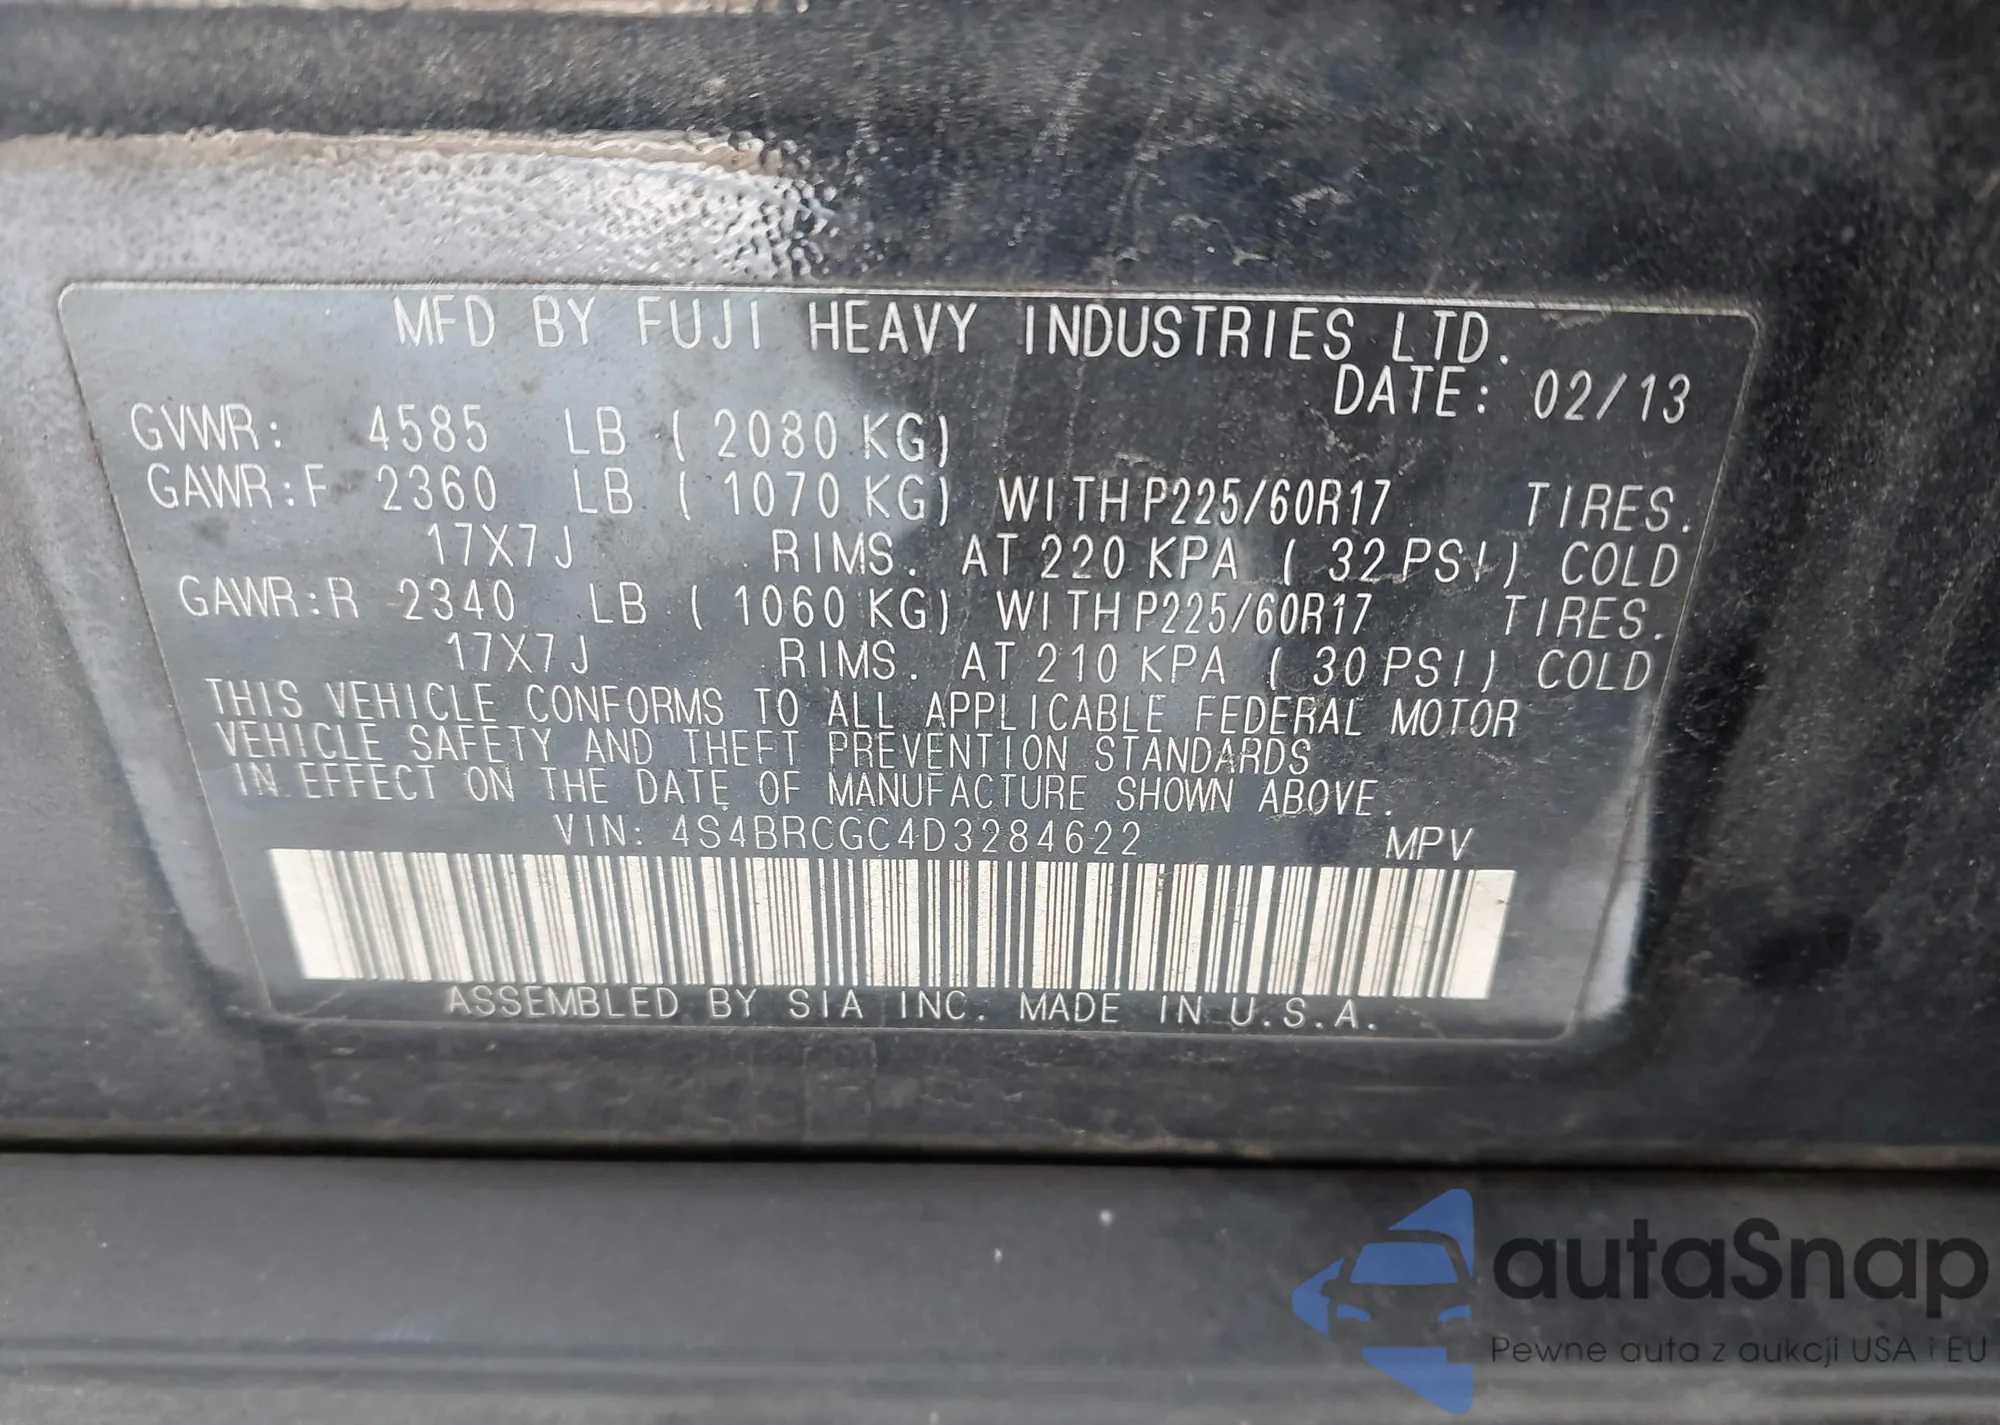 MFD BY FUJI HEAVY INDUSTRIES LTD.
DATE: 02/13
GVWR: 4585 LB ( 2080 KG)
GAWR:F 2360 LB ( 1070 KG) WITH P225/60R17 TIRES.
17X7J RIMS. AT 220 KPA ( 32 PSI) COLD
GAWR:R 2340 LB ( 1060 KG) WITH P225/60R17 TIRES.
17X7J RIMS. AT 210 KPA ( 30 PSI) COLD
THIS VEHICLE CONFORMS TO ALL APPLICABLE FEDERAL MOTOR
VEHICLE SAFETY AND THEFT PREVENTION STANDARDS
IN EFFECT ON THE DATE OF MANUFACTURE SHOWN ABOVE.
VIN: 4S4BRCGC4D3284622 MPV
ASSEMBLED BY SIA INC. MADE IN U.S.A.
autaSnap
Pewne auta z aukcji USA i EU